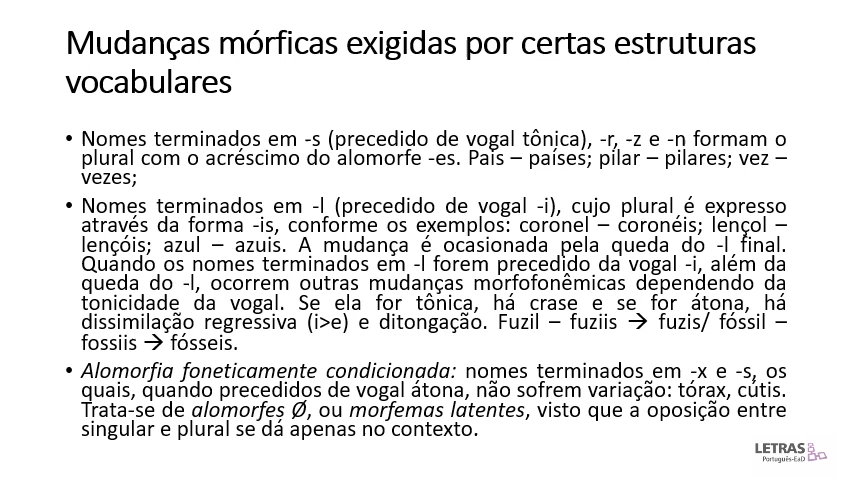 Mudanças mórficas exigidas por certas estruturas
vocabulares
• Nomes terminados em -s (precedido de vogal tônica), -r, -z e -n formam o
plural com o acréscimo do alomorfe -es. País – países; pilar – pilares; vez –
vezes;
• Nomes terminados em -l (precedido de vogal -i), cujo plural é expresso
através da forma -is, conforme os exemplos: coronel – coronéis; lençol –
lençóis; azul – azuis. A mudança é ocasionada pela queda do -l final.
Quando os nomes terminados em -l forem precedido da vogal -i, além da
queda do -l, ocorrem outras mudanças morfofonêmicas dependendo da
tonicidade da vogal. Se ela for tônica, há crase e se for átona, há
dissimilação regressiva (i>e) e ditongação. Fuzil – fuziis → fuzis/ fóssil –
fossiis → fósseis.
• Alomorfia foneticamente condicionada: nomes terminados em -x e -s, os
quais, quando precedidos de vogal átona, não sofrem variação: tórax, cútis.
Trata-se de alomorfes Ø, ou morfemas latentes, visto que a oposição entre
singular e plural se dá apenas no contexto.
LETRAS
Português-EaD